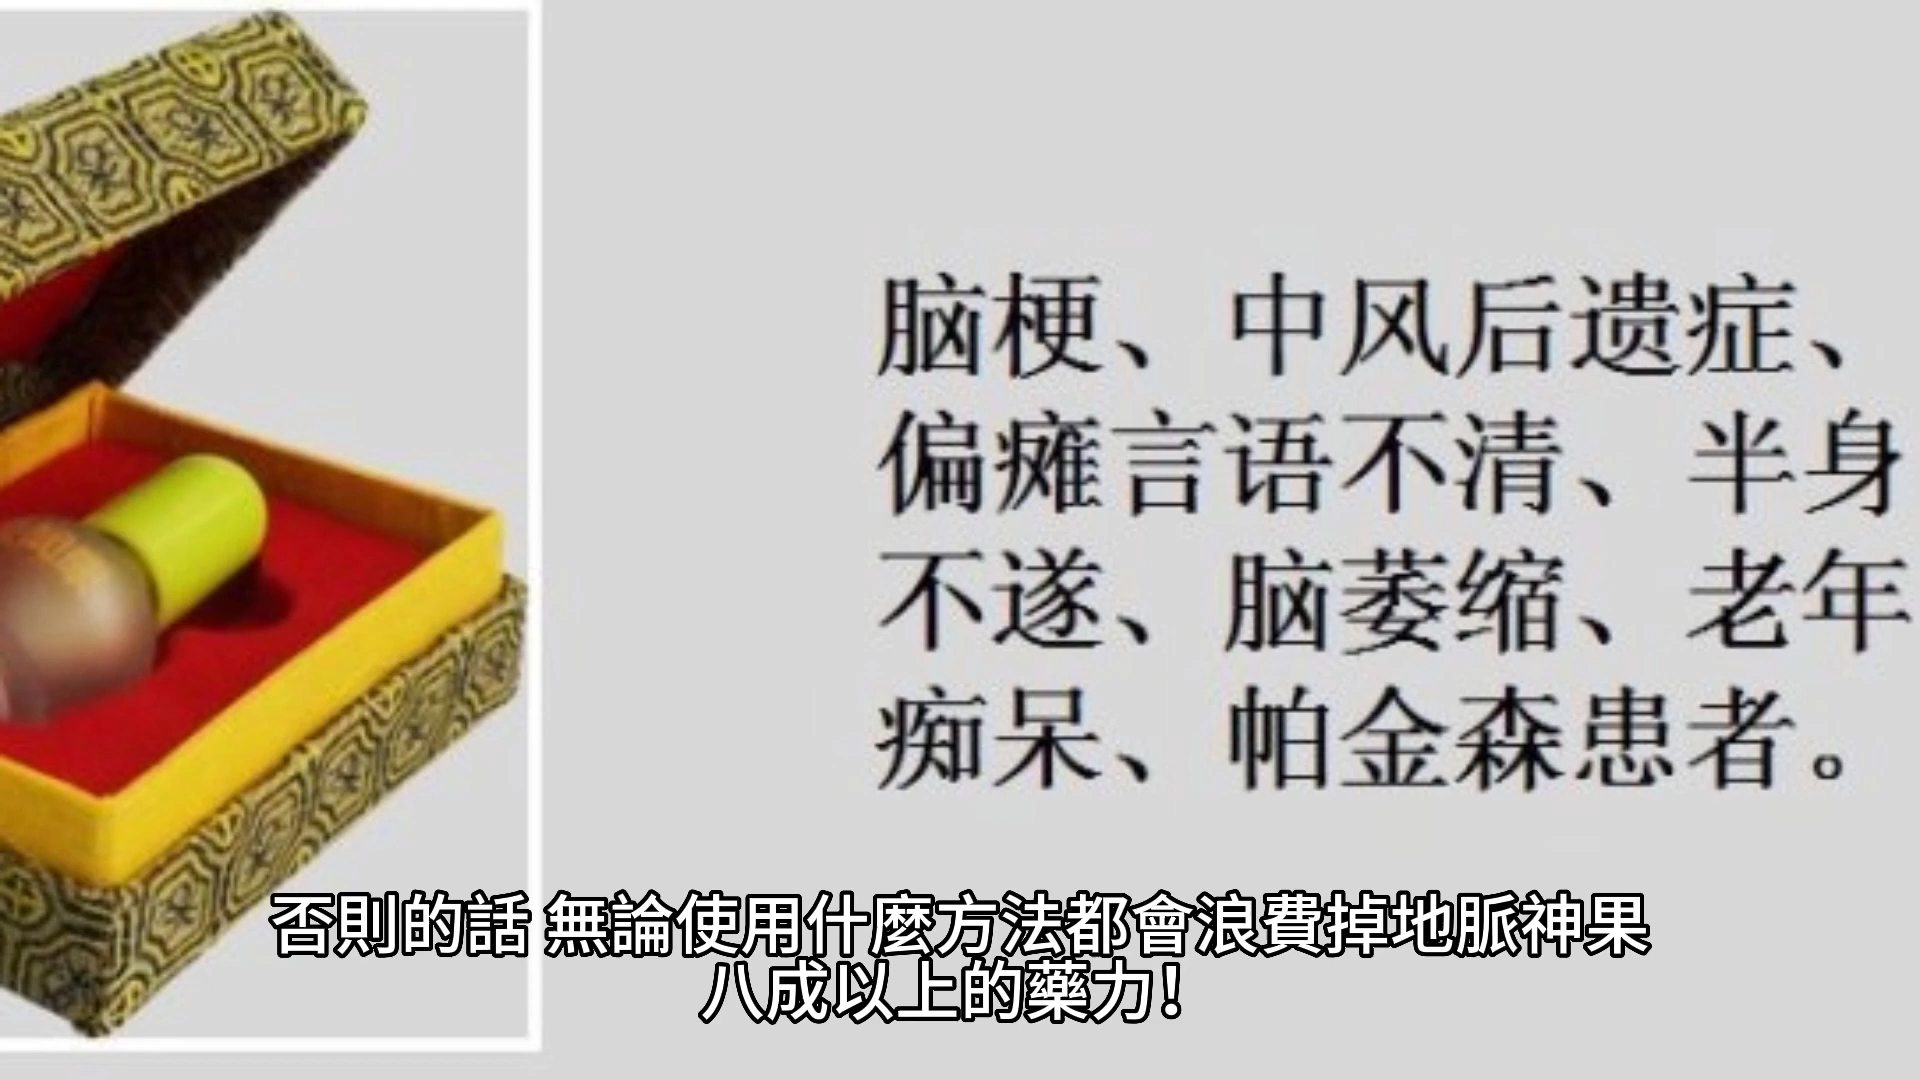 脑梗、中风后遗症、
偏瘫言语不清、半身
不遂、脑萎缩、老年
痴呆、帕金森患者。
否則的話 無論使用什麼方法都會浪費掉地脈神果
八成以上的藥力！